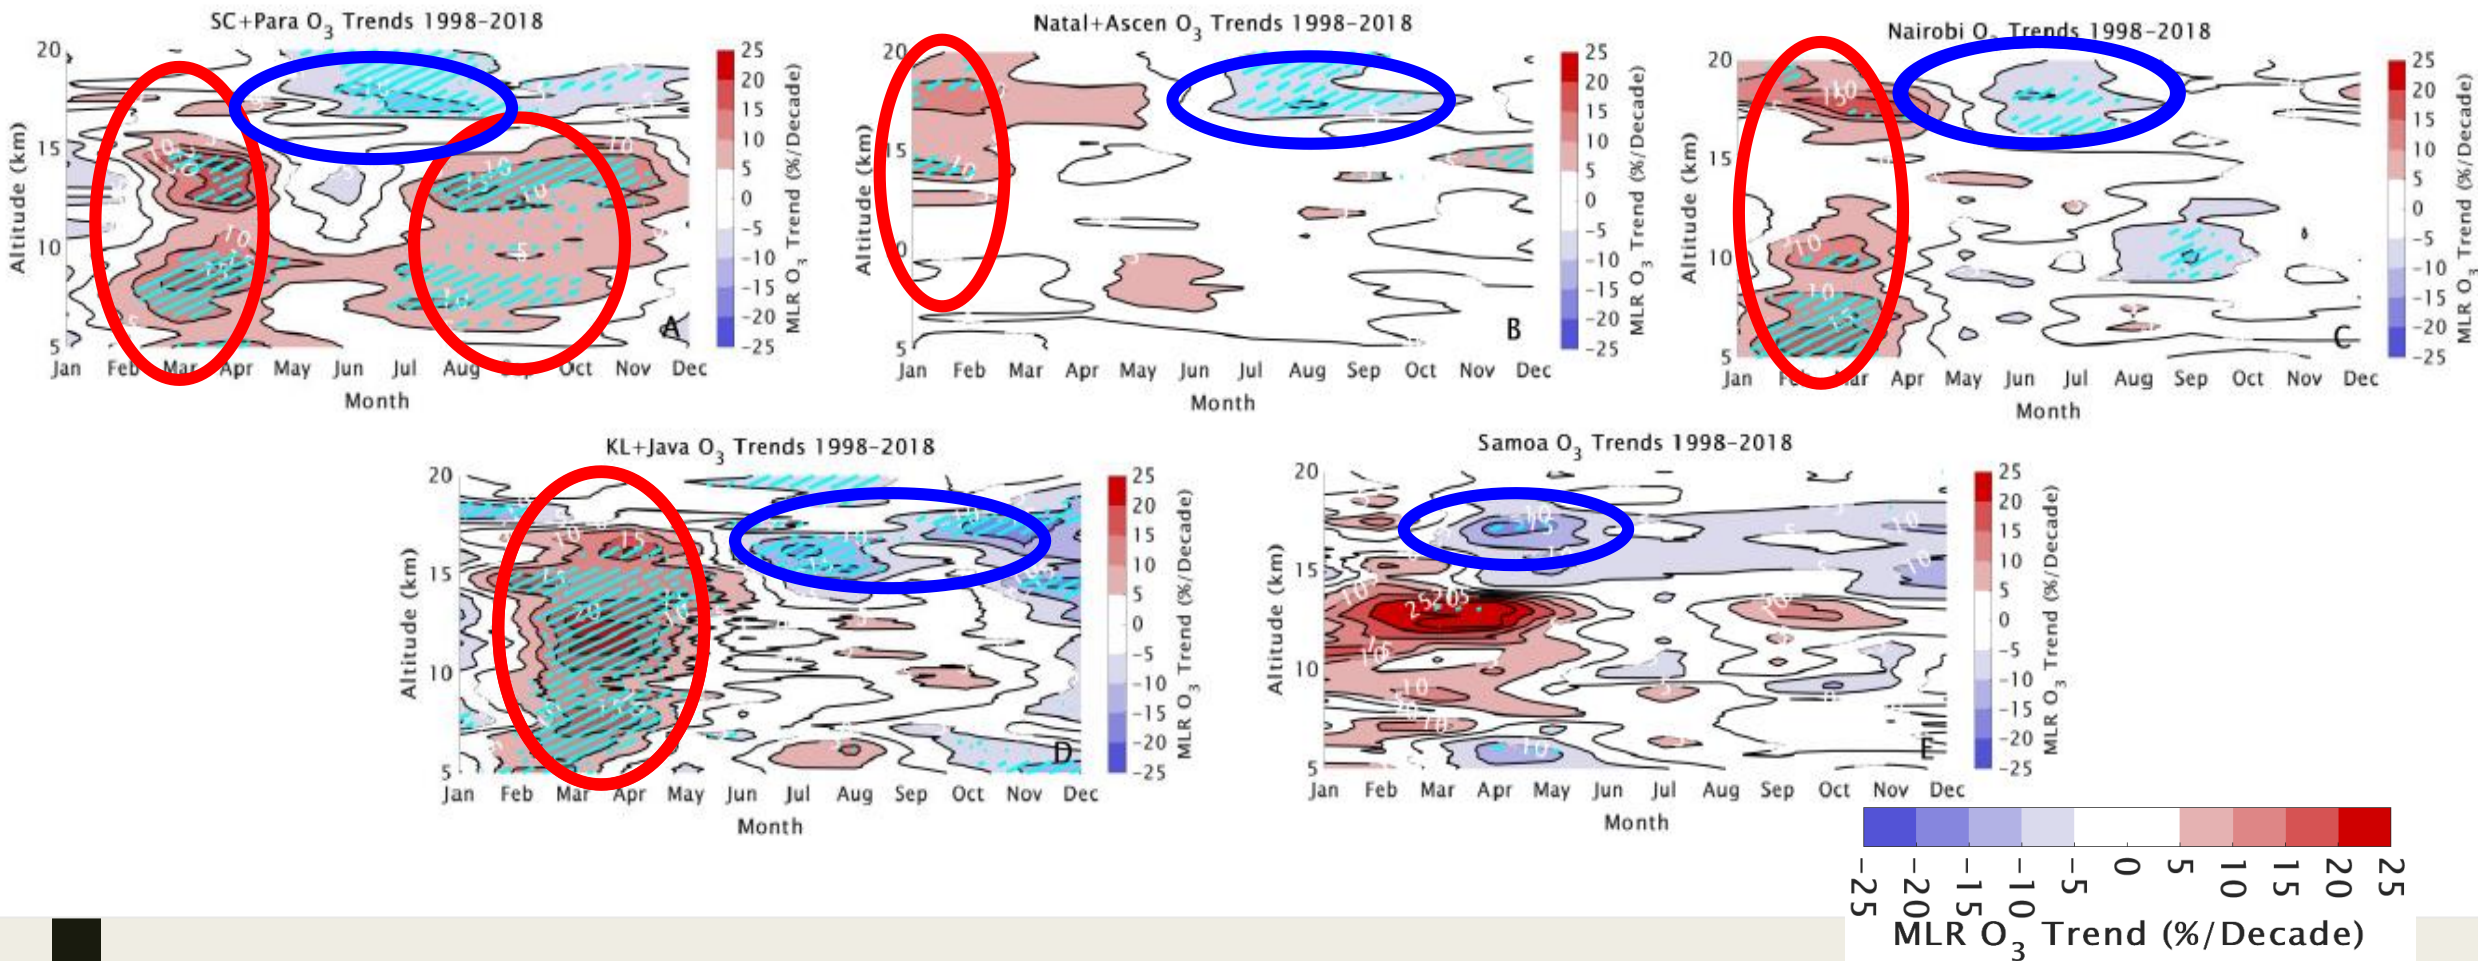 SC+Para O3 Trends 1998–2018
20
15
10
5
Altitude (km)
Jan Feb Mar Apr May Jun Jul Aug Oct Nov Dec
Month
A
25
20
15
10
5
0
−5
−10
−15
−20
−25
MLR O3 Trend (%/Decade)
Natal+Ascen O3 Trends 1998–2018
20
5
Altitude (km)
Jan Feb Mar Apr May Jun Jul Aug Sep Oct Nov Dec
Month
B
25
20
15
10
5
0
−5
−10
−15
−20
−25
MLR O3 Trend (%/Decade)
Nairobi O3 Trends 1998–2018
20
15
10
5
Altitude (km)
Jan Feb Mar Apr May Jun Jul Aug Sep Oct Nov Dec
Month
C
25
20
15
10
5
0
−5
−10
−15
−20
−25
MLR O3 Trend (%/Decade)
KL+Java O3 Trends 1998–2018
20
15
10
5
Altitude (km)
Jan Feb Mar Apr May Jun Jul Aug Sep Oct Nov Dec
Month
D
25
20
15
10
5
0
−5
−10
−15
−20
−25
MLR O3 Trend (%/Decade)
Samoa O3 Trends 1998–2018
20
15
10
5
Altitude (km)
Jan Feb Mar Apr May Jun Jul Aug Sep Oct Nov Dec
Month
E
25
20
15
10
5
0
−5
−10
−15
−20
−25
MLR O3 Trend (%/Decade)
−25 −20 −15 −10 −5 0 5 10 15 20 25
MLR O3 Trend (%/Decade)